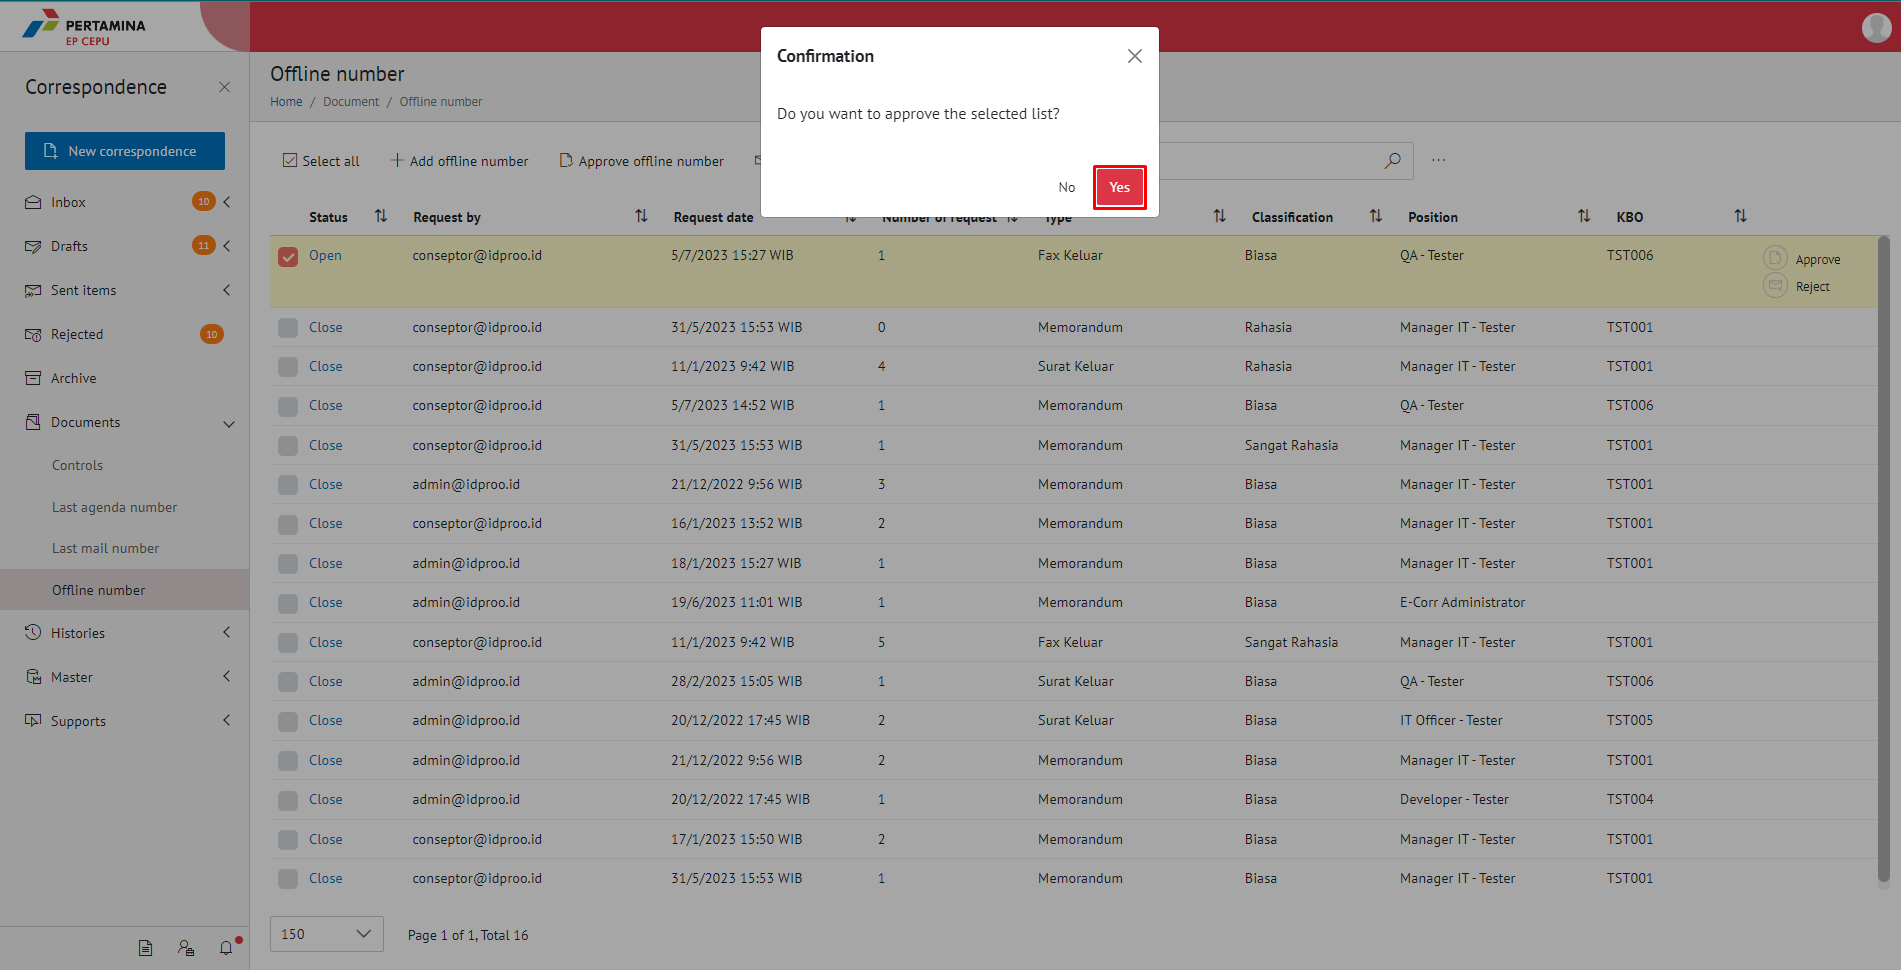 PERTAMINA
EP CEPU
Correspondence
New correspondence
Inbox 10
Drafts 11
Sent items
Rejected 10
Archive
Documents
Controls
Last agenda number
Last mail number
Offline number
Histories
Master
Supports
Offline number
Home / Document / Offline number
Confirmation
Do you want to approve the selected list?
No Yes
Select all Add offline number Approve offline number
Status Request by Request date Number of request Type Classification Position KBO
Open conseptor@idproo.id 5/7/2023 15:27 WIB 1 Fax Keluar Biasa QA - Tester TST006 Approve
Reject
Close conseptor@idproo.id 31/5/2023 15:53 WIB 0 Memorandum Rahasia Manager IT - Tester TST001
Close conseptor@idproo.id 11/1/2023 9:42 WIB 4 Surat Keluar Rahasia Manager IT - Tester TST001
Close conseptor@idproo.id 5/7/2023 14:52 WIB 1 Memorandum Biasa QA - Tester TST006
Close conseptor@idproo.id 31/5/2023 15:53 WIB 1 Memorandum Sangat Rahasia Manager IT - Tester TST001
Close admin@idproo.id 21/12/2022 9:56 WIB 3 Memorandum Biasa Manager IT - Tester TST001
Close conseptor@idproo.id 16/1/2023 13:52 WIB 2 Memorandum Biasa Manager IT - Tester TST001
Close admin@idproo.id 18/1/2023 15:27 WIB 1 Memorandum Biasa Manager IT - Tester TST001
Close admin@idproo.id 19/6/2023 11:01 WIB 1 Memorandum Biasa E-Corr Administrator
Close conseptor@idproo.id 11/1/2023 9:42 WIB 5 Fax Keluar Sangat Rahasia Manager IT - Tester TST001
Close admin@idproo.id 28/2/2023 15:05 WIB 1 Surat Keluar Biasa QA - Tester TST006
Close admin@idproo.id 20/12/2022 17:45 WIB 2 Surat Keluar Biasa IT Officer - Tester TST005
Close admin@idproo.id 21/12/2022 9:56 WIB 2 Memorandum Biasa Manager IT - Tester TST001
Close admin@idproo.id 20/12/2022 17:45 WIB 1 Memorandum Biasa Developer - Tester TST004
Close conseptor@idproo.id 17/1/2023 15:50 WIB 2 Memorandum Biasa Manager IT - Tester TST001
Close conseptor@idproo.id 31/5/2023 15:53 WIB 1 Memorandum Biasa Manager IT - Tester TST001
150 Page 1 of 1, Total 16